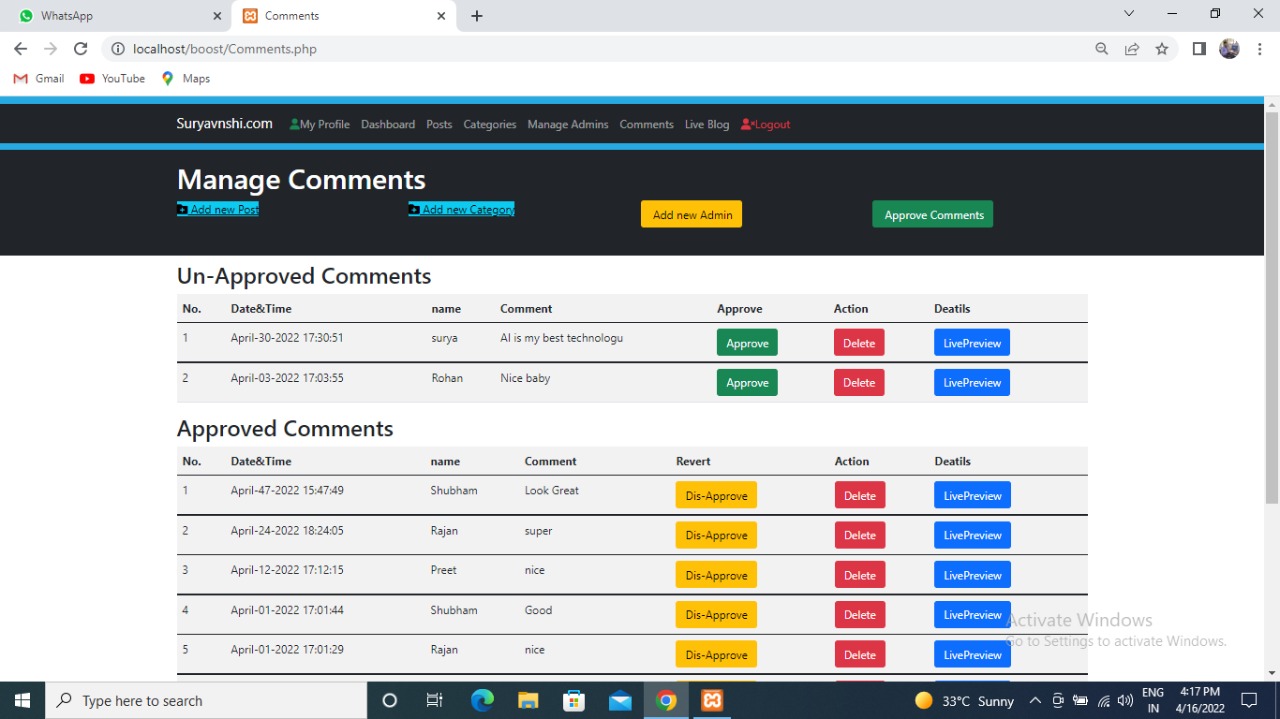 WhatsApp
Comments
localhost/boost/Comments.php
Gmail YouTube Maps
Suryavnshi.com My Profile Dashboard Posts Categories Manage Admins Comments Live Blog Logout
Manage Comments
Add new Post Add new Category Add new Admin Approve Comments
Un-Approved Comments
No. Date&Time name Comment Approve Action Deatils
1 April-30-2022 17:30:51 surya AI is my best technologu Approve Delete LivePreview
2 April-03-2022 17:03:55 Rohan Nice baby Approve Delete LivePreview
Approved Comments
No. Date&Time name Comment Revert Action Deatils
1 April-47-2022 15:47:49 Shubham Look Great Dis-Approve Delete LivePreview
2 April-24-2022 18:24:05 Rajan super Dis-Approve Delete LivePreview
3 April-12-2022 17:12:15 Preet nice Dis-Approve Delete LivePreview
4 April-01-2022 17:01:44 Shubham Good Dis-Approve Delete LivePreview
Activate Windows
Go to Settings to activate Windows.
5 April-01-2022 17:01:29 Rajan nice Dis-Approve Delete LivePreview
Type here to search
33°C Sunny
ENG
IN
4:17 PM
4/16/2022